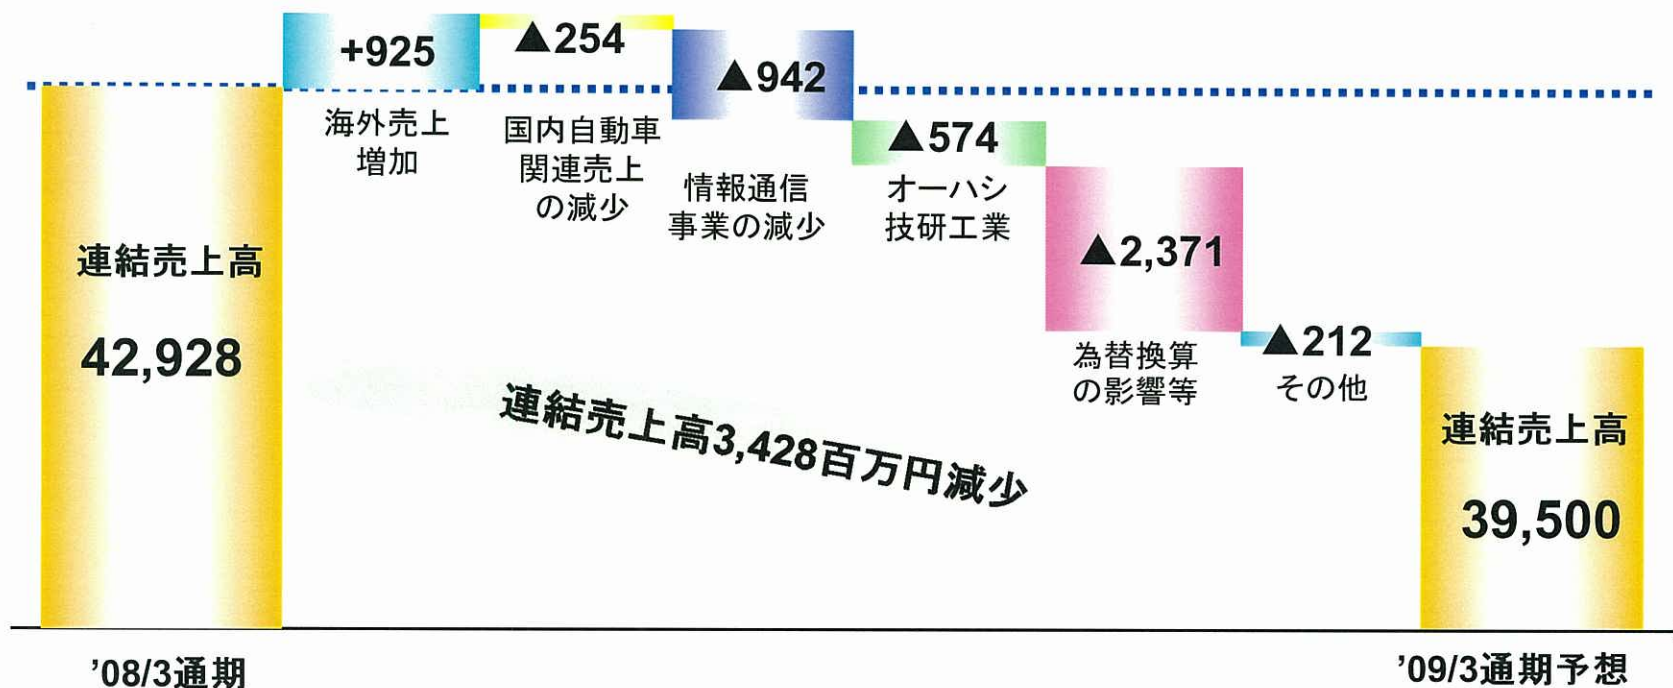 +925
▲254
▲942
▲574
▲2,371
▲212
海外売上
増加
国内自動車
関連売上
の減少
情報通信
事業の減少
オーハシ
技研工業
為替換算
の影響等
その他
連結売上高
42,928
連結売上高3,428百万円減少
連結売上高
39,500
’08/3通期
’09/3通期予想